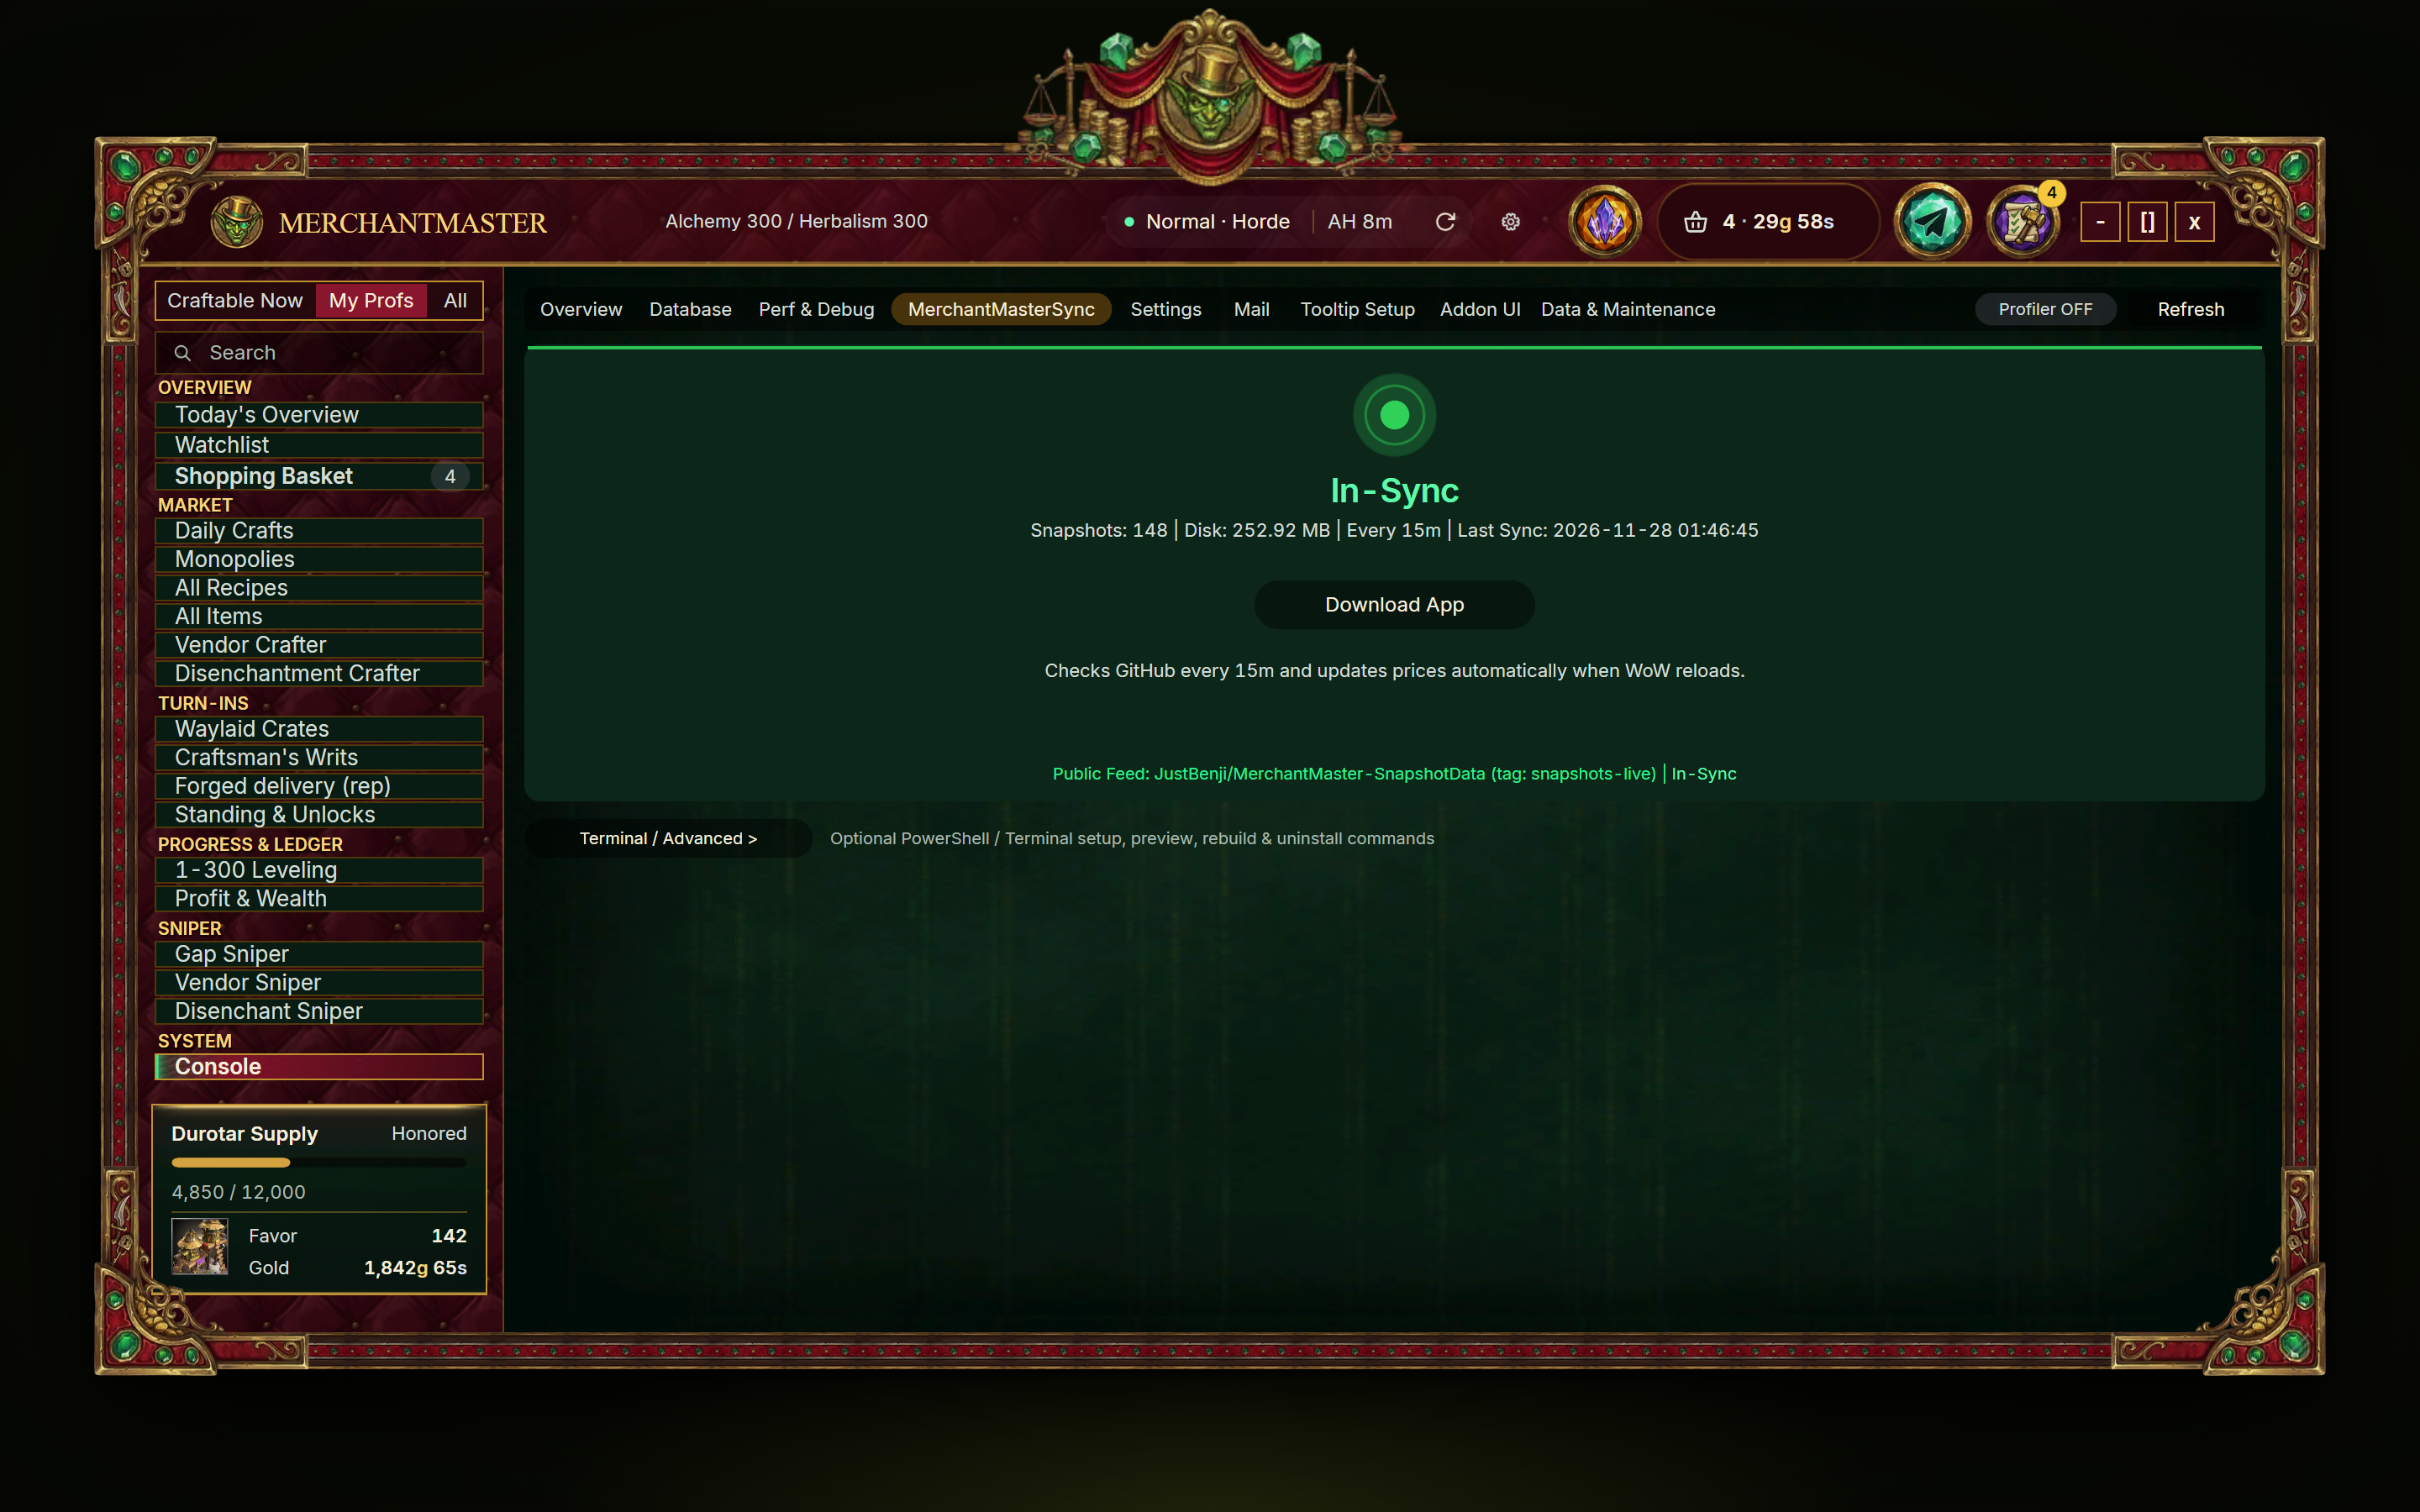 MERCHANTMASTER
Alchemy 300 / Herbalism 300
Normal · Horde
AH 8m
4 · 29g 58s
4
-
[]
x
Craftable Now
My Profs
All
Search
OVERVIEW
Today's Overview
Watchlist
Shopping Basket 4
MARKET
Daily Crafts
Monopolies
All Recipes
All Items
Vendor Crafter
Disenchantment Crafter
TURN-INS
Waylaid Crates
Craftsman's Writs
Forged delivery (rep)
Standing & Unlocks
PROGRESS & LEDGER
1-300 Leveling
Profit & Wealth
SNIPER
Gap Sniper
Vendor Sniper
Disenchant Sniper
SYSTEM
Console
Durotar Supply Honored
4,850 / 12,000
Favor 142
Gold 1,842g 65s
Overview
Database
Perf & Debug
MerchantMasterSync
Settings
Mail
Tooltip Setup
Addon UI
Data & Maintenance
Profiler OFF
Refresh
In-Sync
Snapshots: 148 | Disk: 252.92 MB | Every 15m | Last Sync: 2026-11-28 01:46:45
Download App
Checks GitHub every 15m and updates prices automatically when WoW reloads.
Public Feed: JustBenji/MerchantMaster-SnapshotData (tag: snapshots-live) | In-Sync
Terminal / Advanced >
Optional PowerShell / Terminal setup, preview, rebuild & uninstall commands